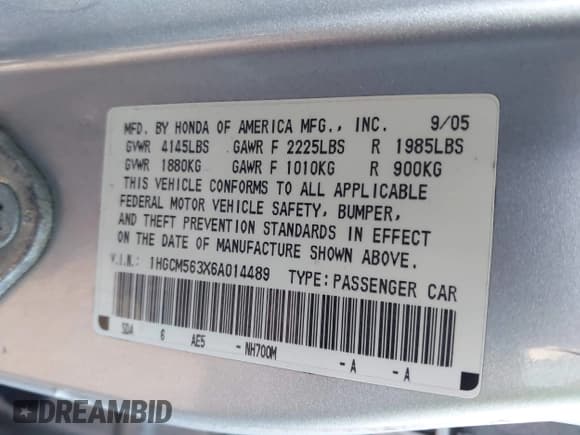 MFD. BY HONDA OF AMERICA MFG., INC. 9/05
GVWR 4145LBS GAWR F 2225LBS R 1985LBS
GVWR 1880KG GAWR F 1010KG R 900KG
THIS VEHICLE CONFORMS TO ALL APPLICABLE
FEDERAL MOTOR VEHICLE SAFETY, BUMPER,
AND THEFT PREVENTION STANDARDS IN EFFECT
ON THE DATE OF MANUFACTURE SHOWN ABOVE.
V.I.N.: 1HGCM563X6A014489 TYPE: PASSENGER CAR
SDA 6 AE5 - NH700M - A - A
DREAMBID